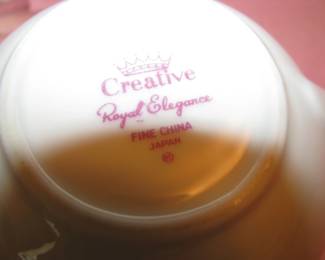 Creative
Royal Elegance
FINE CHINA
JAPAN